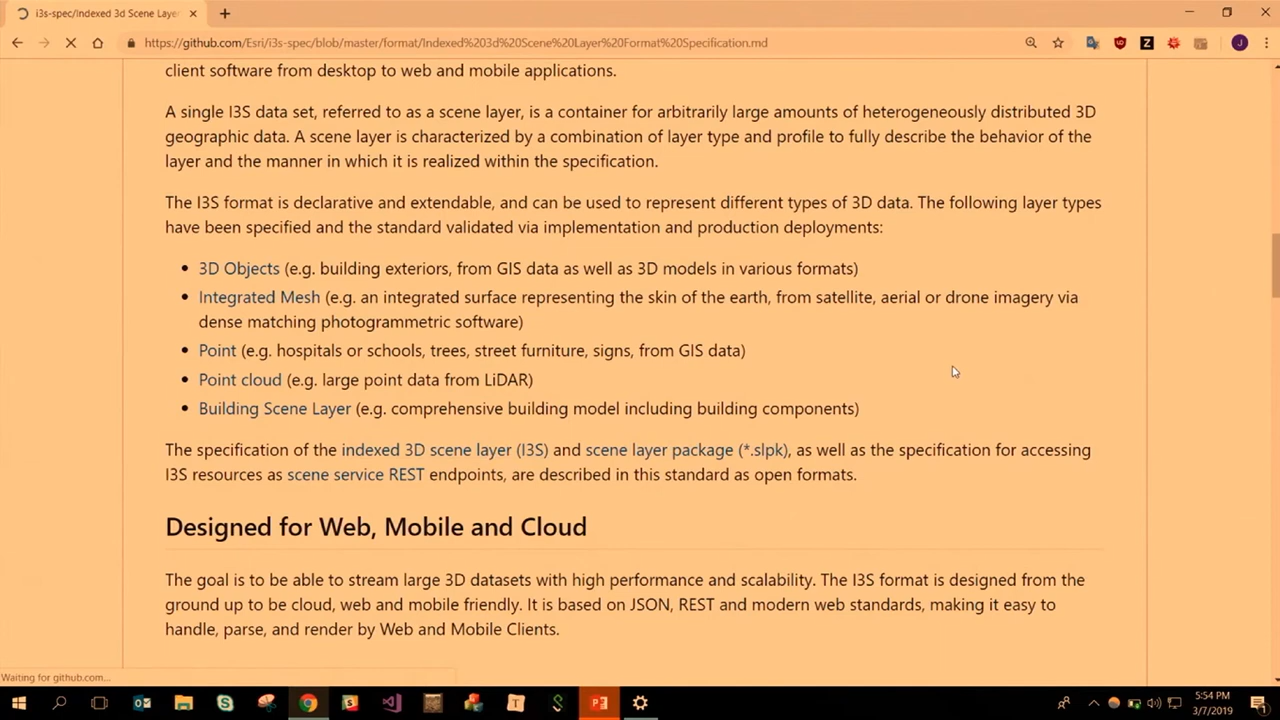 i3s-spec/Indexed 3d Scene Layer
https://github.com/Esri/i3s-spec/blob/master/format/Indexed%203d%20Scene%20Layer%20Format%20Specification.md
client software from desktop to web and mobile applications.
A single I3S data set, referred to as a scene layer, is a container for arbitrarily large amounts of heterogeneously distributed 3D
geographic data. A scene layer is characterized by a combination of layer type and profile to fully describe the behavior of the
layer and the manner in which it is realized within the specification.
The I3S format is declarative and extendable, and can be used to represent different types of 3D data. The following layer types
have been specified and the standard validated via implementation and production deployments:
• 3D Objects (e.g. building exteriors, from GIS data as well as 3D models in various formats)
• Integrated Mesh (e.g. an integrated surface representing the skin of the earth, from satellite, aerial or drone imagery via
dense matching photogrammetric software)
• Point (e.g. hospitals or schools, trees, street furniture, signs, from GIS data)
• Point cloud (e.g. large point data from LiDAR)
• Building Scene Layer (e.g. comprehensive building model including building components)
The specification of the indexed 3D scene layer (I3S) and scene layer package (*.slpk), as well as the specification for accessing
I3S resources as scene service REST endpoints, are described in this standard as open formats.
Designed for Web, Mobile and Cloud
The goal is to be able to stream large 3D datasets with high performance and scalability. The I3S format is designed from the
ground up to be cloud, web and mobile friendly. It is based on JSON, REST and modern web standards, making it easy to
handle, parse, and render by Web and Mobile Clients.
Waiting for github.com...
5:54 PM
3/7/2019